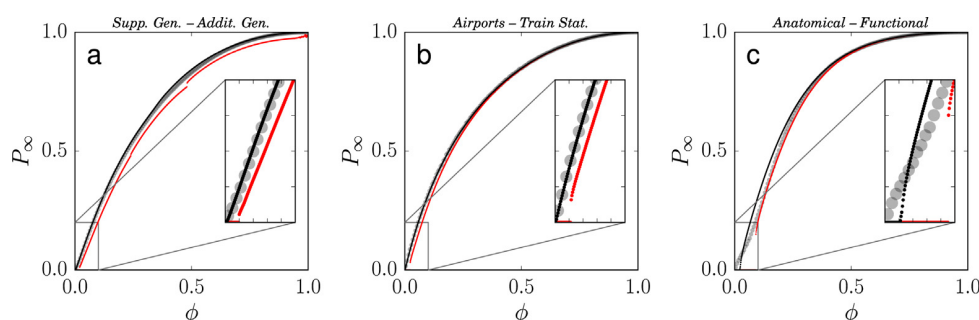 Supp. Gen. – Addit. Gen.
a
1.0
0.5
0.0
P∞
0.0 0.5 1.0
ϕ
Airports – Train Stat.
b
1.0
0.5
0.0
P∞
0.0 0.5 1.0
ϕ
Anatomical – Functional
c
1.0
0.5
0.0
P∞
0.0 0.5 1.0
ϕ